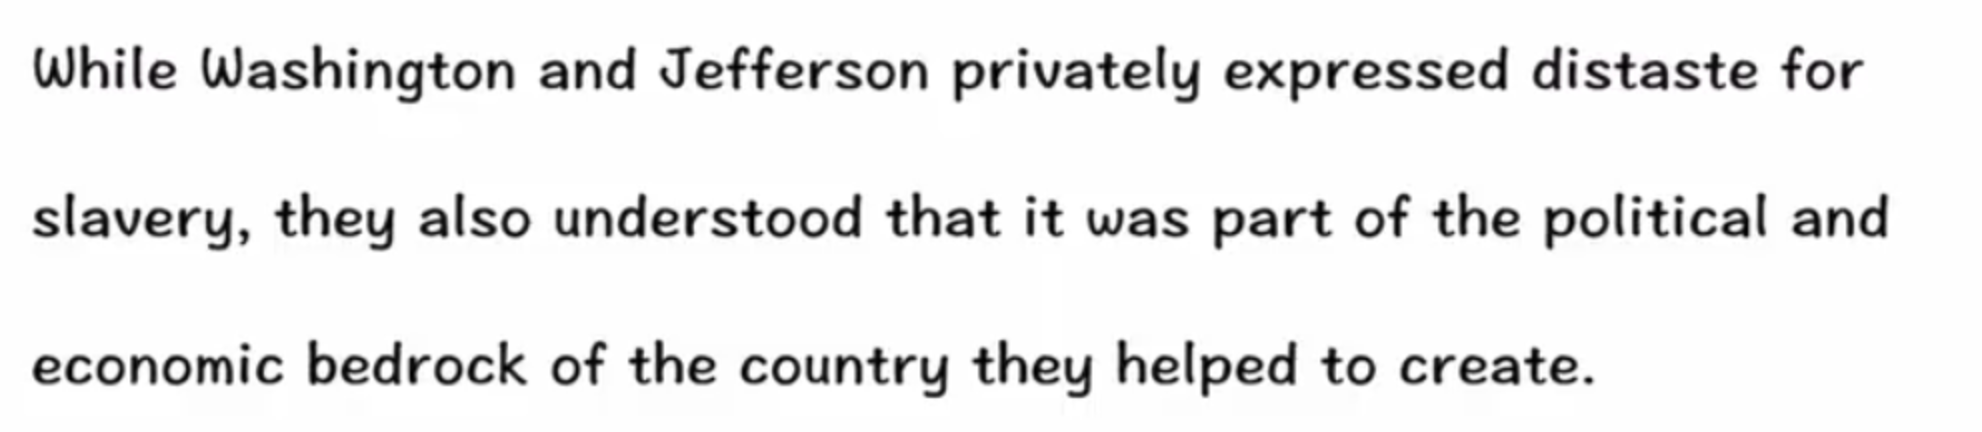 While Washington and Jefferson privately expressed distaste for
slavery, they also understood that it was part of the political and
economic bedrock of the country they helped to create.